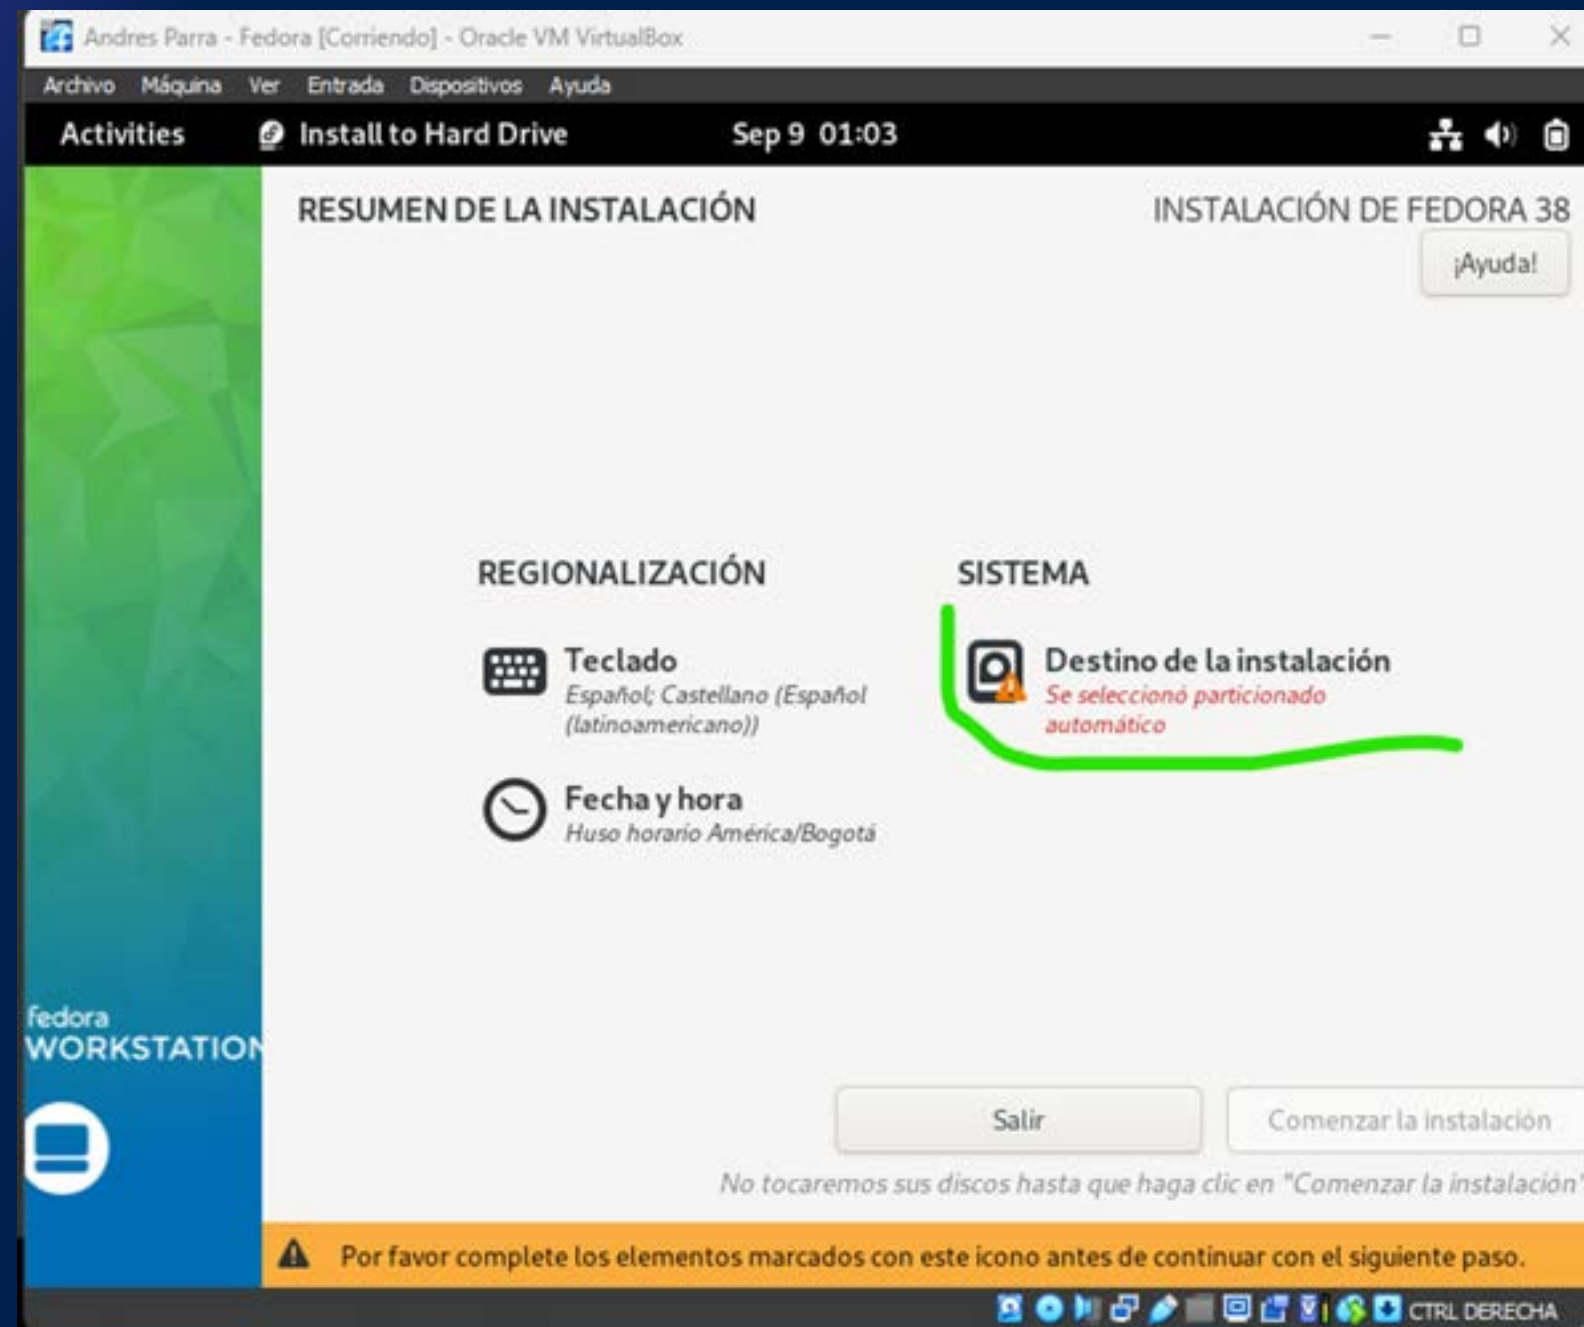 Andres Parra - Fedora [Corriendo] - Oracle VM VirtualBox
Archivo Máquina Ver Entrada Dispositivos Ayuda
Activities Install to Hard Drive Sep 9 01:03
RESUMEN DE LA INSTALACIÓN
INSTALACIÓN DE FEDORA 38
¡Ayuda!
REGIONALIZACIÓN
Teclado
Español; Castellano (Español
(latinoamericano))
Fecha y hora
Huso horario América/Bogotá
SISTEMA
Destino de la instalación
Se seleccionó particionado
automático
fedora
WORKSTATION
Salir
Comenzar la instalación
No tocaremos sus discos hasta que haga clic en "Comenzar la instalación"
Por favor complete los elementos marcados con este icono antes de continuar con el siguiente paso.
CTRL DERECHA